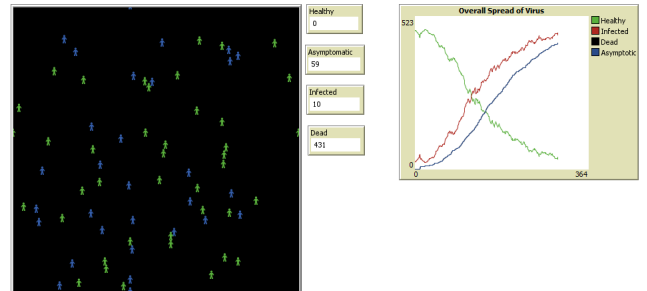 Healthy
0
Asymptomatic
59
Infected
10
Dead
431
Overall Spread of Virus
523
0
0
364
Healthy
Infected
Dead
Asymptotic